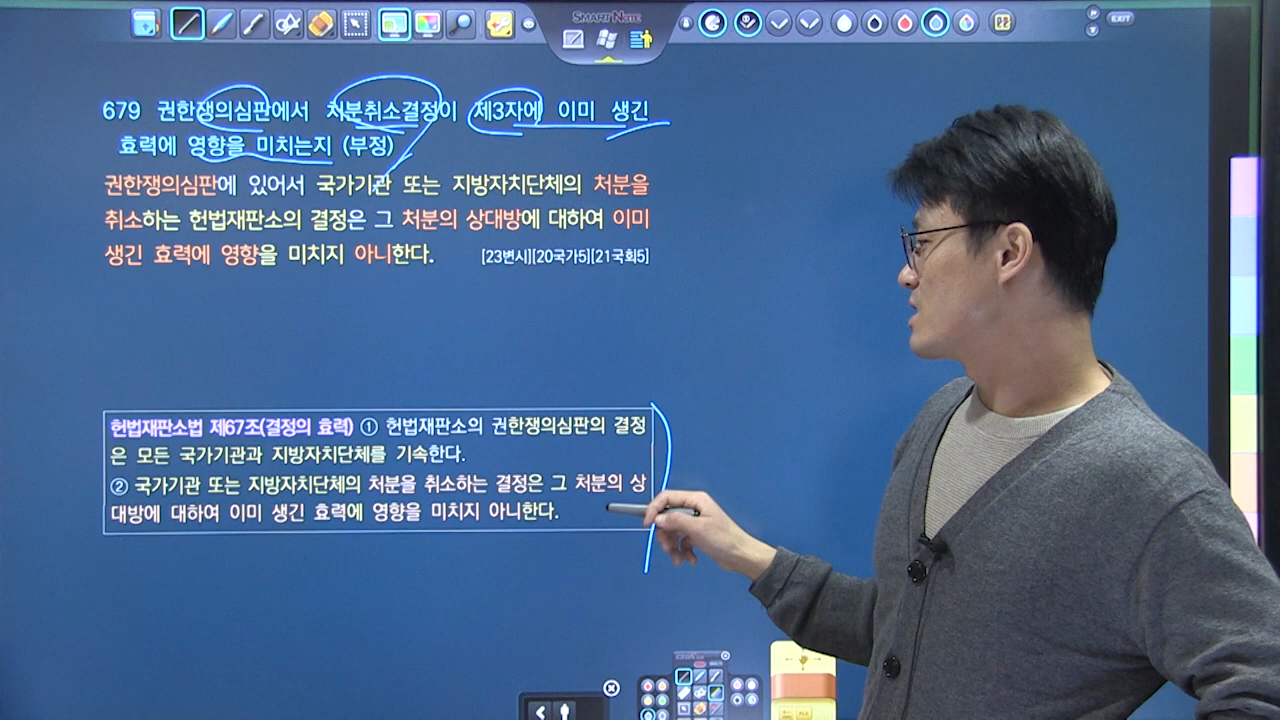 SMART NOTE
EXIT
679 권한쟁의심판에서 처분취소결정이 제3자에 이미 생긴
효력에 영향을 미치는지 (부정)
권한쟁의심판에 있어서 국가기관 또는 지방자치단체의 처분을
취소하는 헌법재판소의 결정은 그 처분의 상대방에 대하여 이미
생긴 효력에 영향을 미치지 아니한다. [23변시][20국가5][21국회5]
헌법재판소법 제67조(결정의 효력) ① 헌법재판소의 권한쟁의심판의 결정
은 모든 국가기관과 지방자치단체를 기속한다.
② 국가기관 또는 지방자치단체의 처분을 취소하는 결정은 그 처분의 상
대방에 대하여 이미 생긴 효력에 영향을 미치지 아니한다.